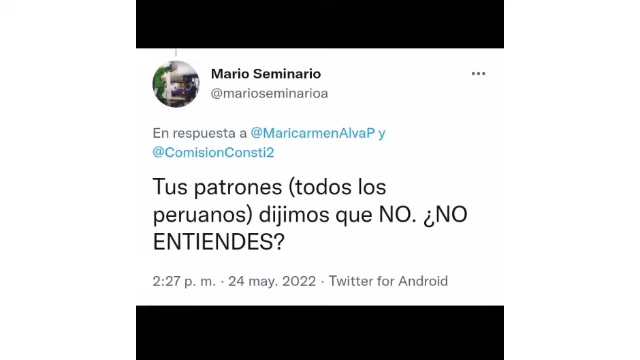 Mario Seminario
@marioseminarioa
En respuesta a @MaricarmenAlvaP y
@ComisionConsti2
Tus patrones (todos los
peruanos) dijimos que NO. ¿NO
ENTIENDES?
2:27 p. m. · 24 may. 2022 · Twitter for Android